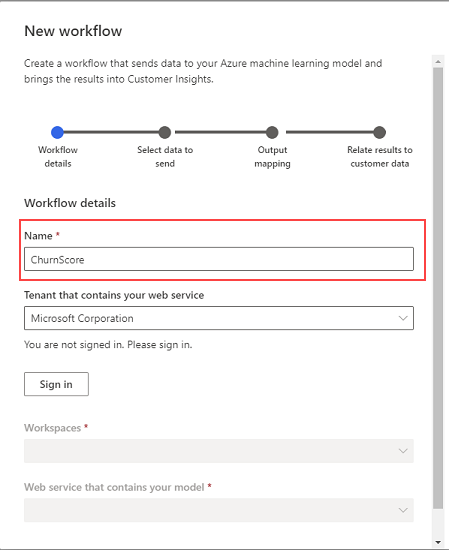 New workflow
Create a workflow that sends data to your Azure machine learning model and
brings the results into Customer Insights.
Workflow
details
Select data to
send
Output
mapping
Relate results to
customer data
Workflow details
Name *
ChurnScore
Tenant that contains your web service
Microsoft Corporation
You are not signed in. Please sign in.
Sign in
Workspaces *
Web service that contains your model *